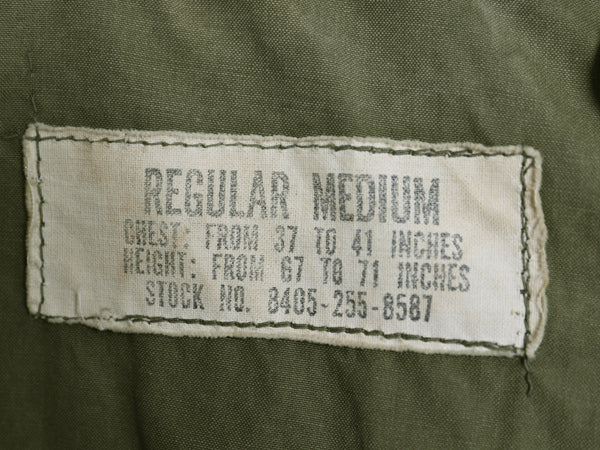 REGULAR MEDIUM
CHEST: FROM 37 TO 41 INCHES
HEIGHT: FROM 67 TO 71 INCHES
STOCK NO. 8405-255-8587